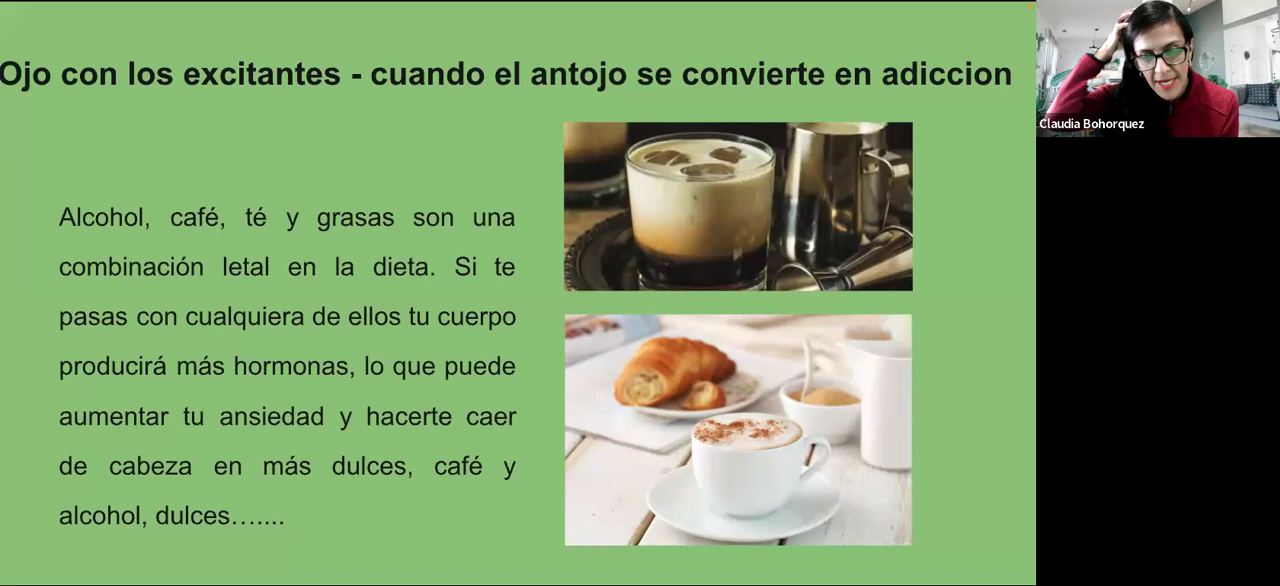 Ojo con los excitantes - cuando el antojo se convierte en adiccion
Claudia Bohorquez
Alcohol, café, té y grasas son una
combinación letal en la dieta. Si te
pasas con cualquiera de ellos tu cuerpo
producirá más hormonas, lo que puede
aumentar tu ansiedad y hacerte caer
de cabeza en más dulces, café y
alcohol, dulces…....